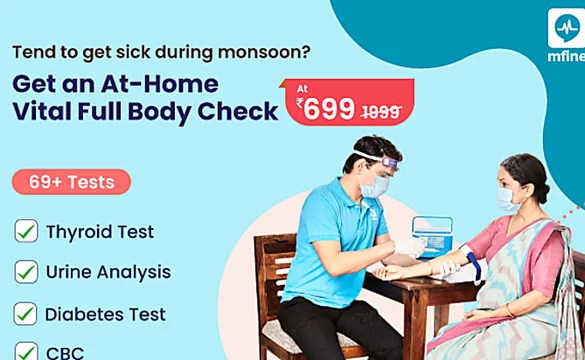 mfine
Tend to get sick during monsoon?
Get an At-Home
Vital Full Body Check
At
₹699 1999
69+ Tests
Thyroid Test
Urine Analysis
Diabetes Test
CBC